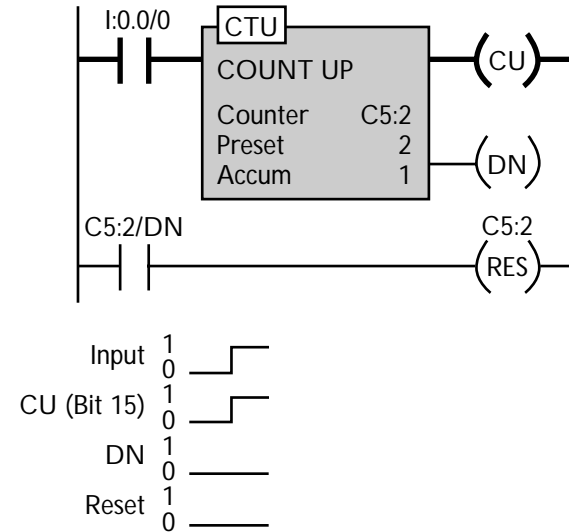 I:0.0/0
CTU
COUNT UP
CU
Counter C5:2
Preset 2
Accum 1
DN
C5:2/DN
C5:2
RES
Input 1
0
CU (Bit 15) 1
0
DN 1
0
Reset 1
0